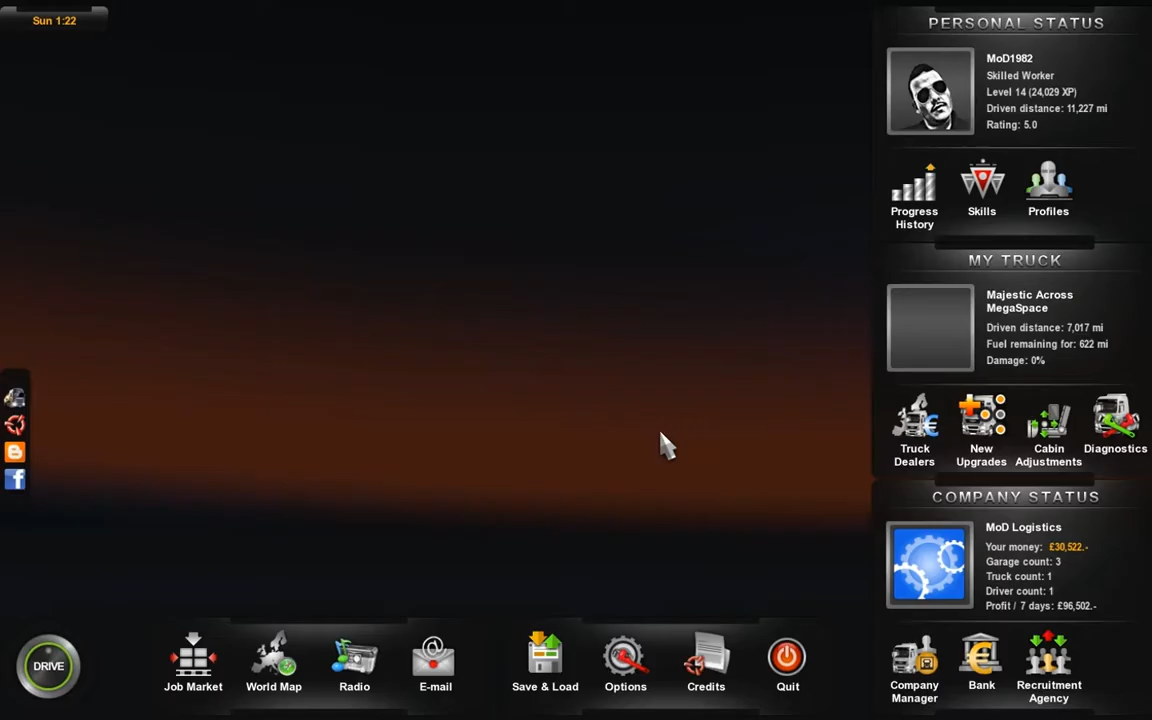 Sun 1:22
PERSONAL STATUS
MoD1982
Skilled Worker
Level 14 (24,029 XP)
Driven distance: 11,227 mi
Rating: 5.0
Progress
History
Skills
Profiles
MY TRUCK
Majestic Across
MegaSpace
Driven distance: 7,017 mi
Fuel remaining for: 622 mi
Damage: 0%
Truck
Dealers
New
Upgrades
Cabin
Adjustments
Diagnostics
COMPANY STATUS
MoD Logistics
Your money: £30,522.-
Garage count: 3
Truck count: 1
Driver count: 1
Profit / 7 days: £96,502.-
Company
Manager
Bank
Recruitment
Agency
DRIVE
Job Market
World Map
Radio
E-mail
Save & Load
Options
Credits
Quit